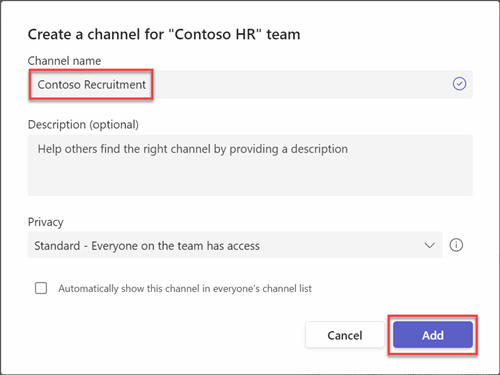 Create a channel for "Contoso HR" team
Channel name
Contoso Recruitment
Description (optional)
Help others find the right channel by providing a description
Privacy
Standard - Everyone on the team has access
Automatically show this channel in everyone's channel list
Cancel
Add